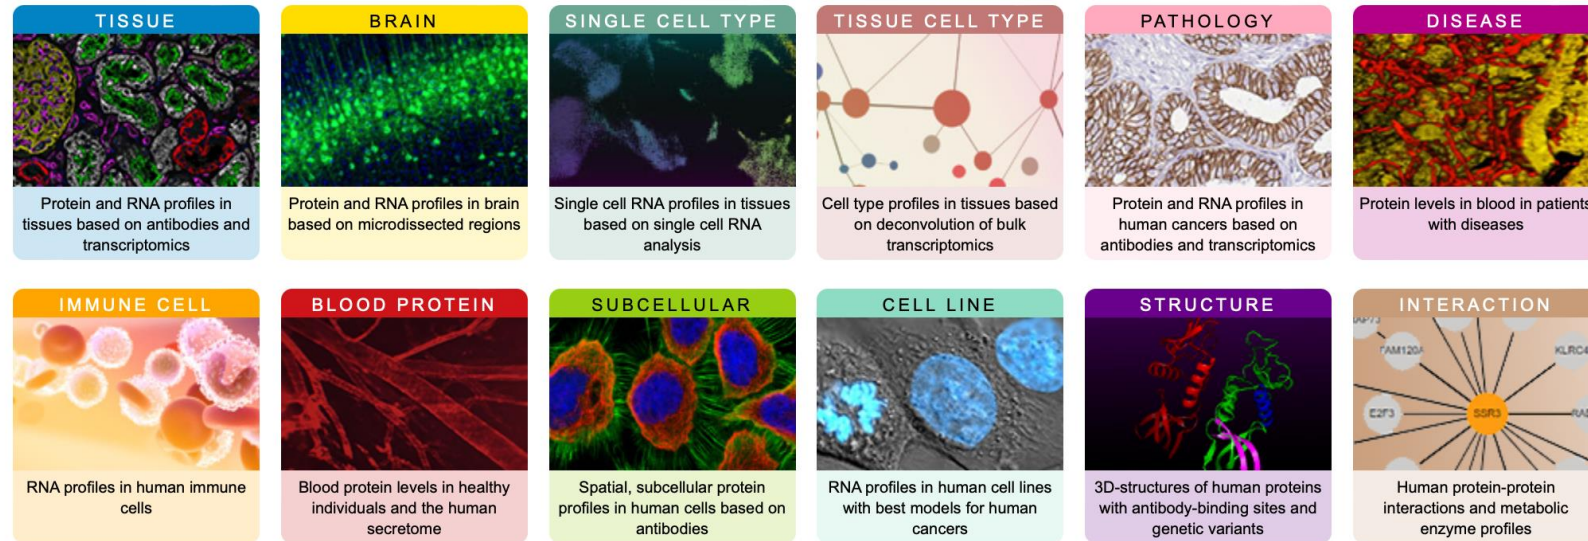 TISSUE
Protein and RNA profiles in
tissues based on antibodies and
transcriptomics
BRAIN
Protein and RNA profiles in brain
based on microdissected regions
SINGLE CELL TYPE
Single cell RNA profiles in tissues
based on single cell RNA
analysis
TISSUE CELL TYPE
Cell type profiles in tissues based
on deconvolution of bulk
transcriptomics
PATHOLOGY
Protein and RNA profiles in
human cancers based on
antibodies and transcriptomics
DISEASE
Protein levels in blood in patients
with diseases
IMMUNE CELL
RNA profiles in human immune
cells
BLOOD PROTEIN
Blood protein levels in healthy
individuals and the human
secretome
SUBCELLULAR
Spatial, subcellular protein
profiles in human cells based on
antibodies
CELL LINE
RNA profiles in human cell lines
with best models for human
cancers
STRUCTURE
3D-structures of human proteins
with antibody-binding sites and
genetic variants
INTERACTION
E2F3
SSR3
Human protein-protein
interactions and metabolic
enzyme profiles